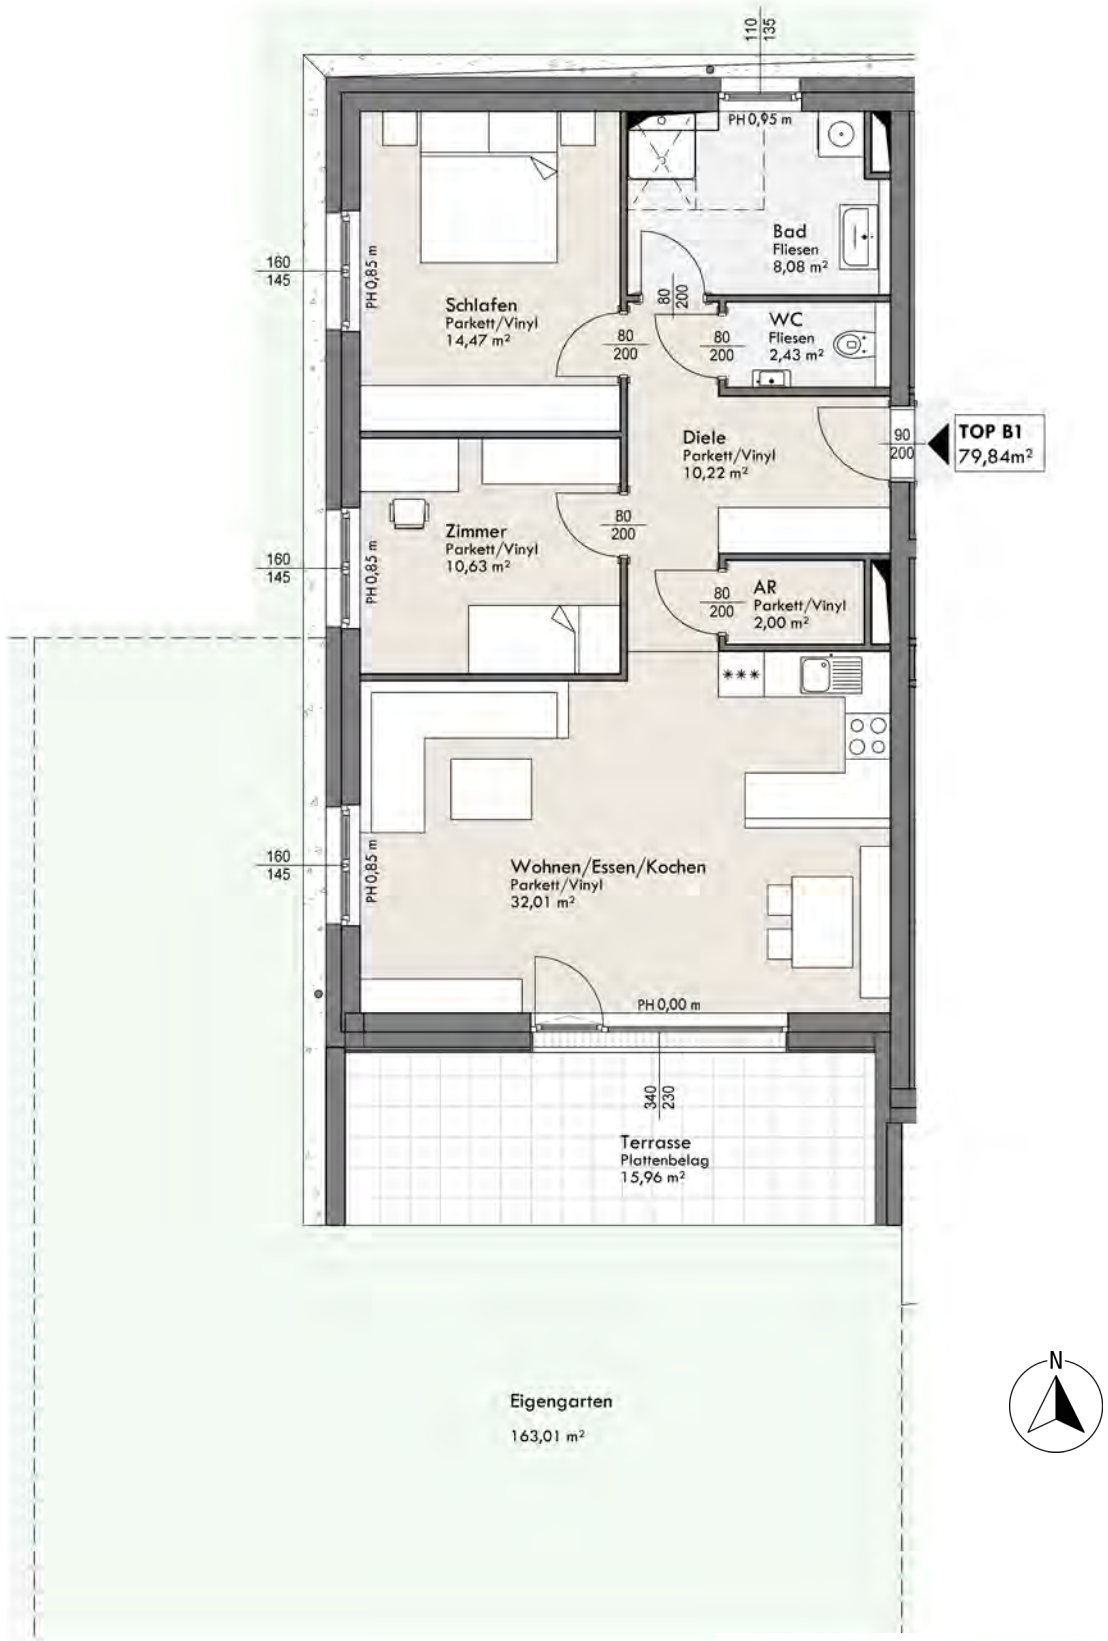 110
135
PH 0,95 m
Bad
Fliesen
8,08 m²
160
145
PH 0,85 m
Schlafen
Parkett/Vinyl
14,47 m²
80
200
80
200
80
200
WC
Fliesen
2,43 m²
Diele
Parkett/Vinyl
10,22 m²
90
200
TOP B1
79,84m²
160
145
PH 0,85 m
Zimmer
Parkett/Vinyl
10,63 m²
80
200
80
200
AR
Parkett/Vinyl
2,00 m²
***
160
145
PH 0,85 m
Wohnen/Essen/Kochen
Parkett/Vinyl
32,01 m²
PH 0,00 m
340
230
Terrasse
Plattenbelag
15,96 m²
N
Eigengarten
163,01 m²